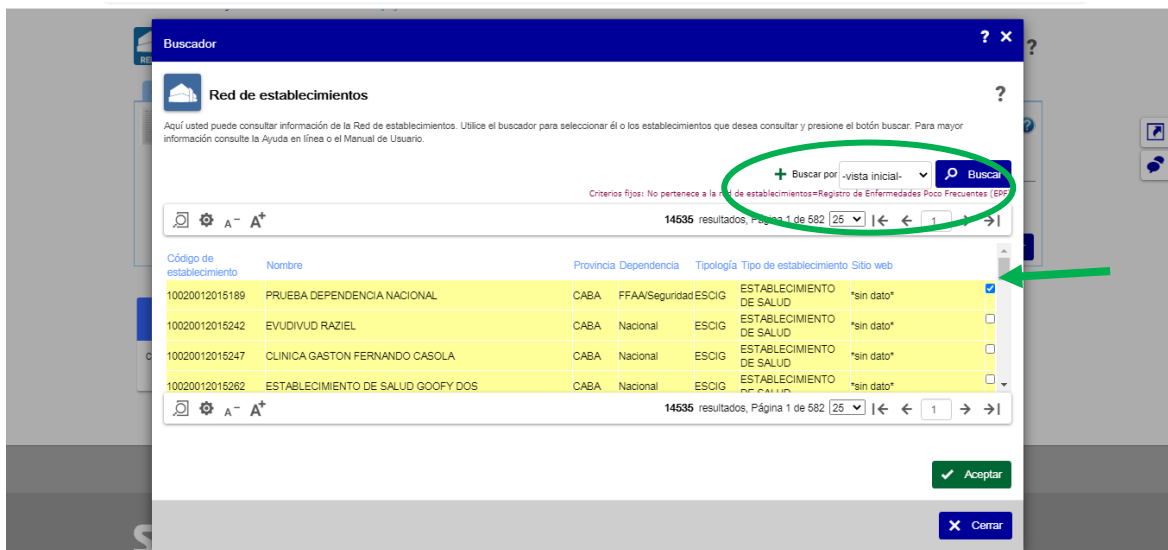 Buscador
? ×
?
Red de establecimientos
?
Aquí usted puede consultar información de la Red de establecimientos. Utilice el buscador para seleccionar él o los establecimientos que desea consultar y presione el botón buscar. Para mayor
información consulte la Ayuda en línea o el Manual de Usuario.
+ Buscar por -vista inicial- Buscar
Criterios fijos: No pertenece a la red de establecimientos=Registro de Enfermedades Poco Frecuentes (EPF)
A- A+ 14535 resultados, Página 1 de 582 25 1
Código de establecimiento Nombre Provincia Dependencia Tipología Tipo de establecimiento Sitio web
10020012015189 PRUEBA DEPENDENCIA NACIONAL CABA FFAA/Seguridad ESCIG ESTABLECIMIENTO DE SALUD *sin dato*
10020012015242 EVUDIVUD RAZIEL CABA Nacional ESCIG ESTABLECIMIENTO DE SALUD *sin dato*
10020012015247 CLINICA GASTON FERNANDO CASOLA CABA Nacional ESCIG ESTABLECIMIENTO DE SALUD *sin dato*
10020012015262 ESTABLECIMIENTO DE SALUD GOOFY DOS CABA Nacional ESCIG ESTABLECIMIENTO DE SALUD *sin dato*
A- A+ 14535 resultados, Página 1 de 582 25 1
Aceptar
Cerrar